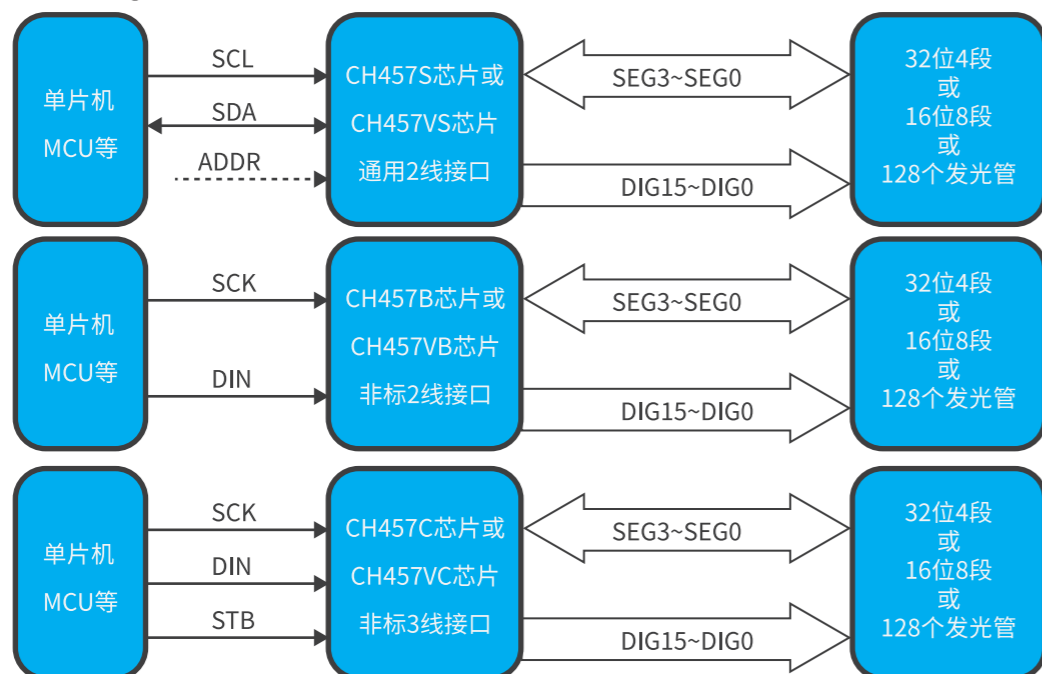 单片机
MCU等
SCL
SDA
ADDR
CH457S芯片或
CH457VS芯片
通用2线接口
SEG3~SEG0
DIG15~DIG0
32位4段
或
16位8段
或
128个发光管
单片机
MCU等
SCK
DIN
CH457B芯片或
CH457VB芯片
非标2线接口
SEG3~SEG0
DIG15~DIG0
32位4段
或
16位8段
或
128个发光管
单片机
MCU等
SCK
DIN
STB
CH457C芯片或
CH457VC芯片
非标3线接口
SEG3~SEG0
DIG15~DIG0
32位4段
或
16位8段
或
128个发光管